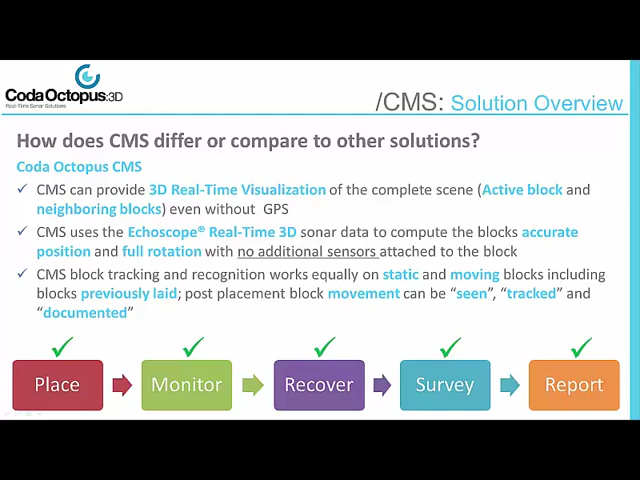 Coda Octopus:3D
Real-Time Sonar Solutions
/CMS: Solution Overview
How does CMS differ or compare to other solutions?
Coda Octopus CMS
✓ CMS can provide 3D Real-Time Visualization of the complete scene (Active block and
neighboring blocks) even without GPS
✓ CMS uses the Echoscope® Real-Time 3D sonar data to compute the blocks accurate
position and full rotation with no additional sensors attached to the block
✓ CMS block tracking and recognition works equally on static and moving blocks including
blocks previously laid; post placement block movement can be “seen”, “tracked” and
“documented”
Place
Monitor
Recover
Survey
Report